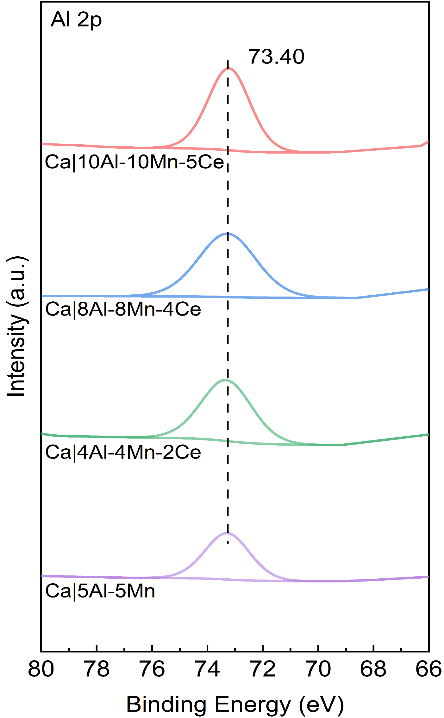 Al 2p
73.40
Ca|10Al-10Mn-5Ce
Ca|8Al-8Mn-4Ce
Ca|4Al-4Mn-2Ce
Ca|5Al-5Mn
Intensity (a.u.)
80 78 76 74 72 70 68 66
Binding Energy (eV)